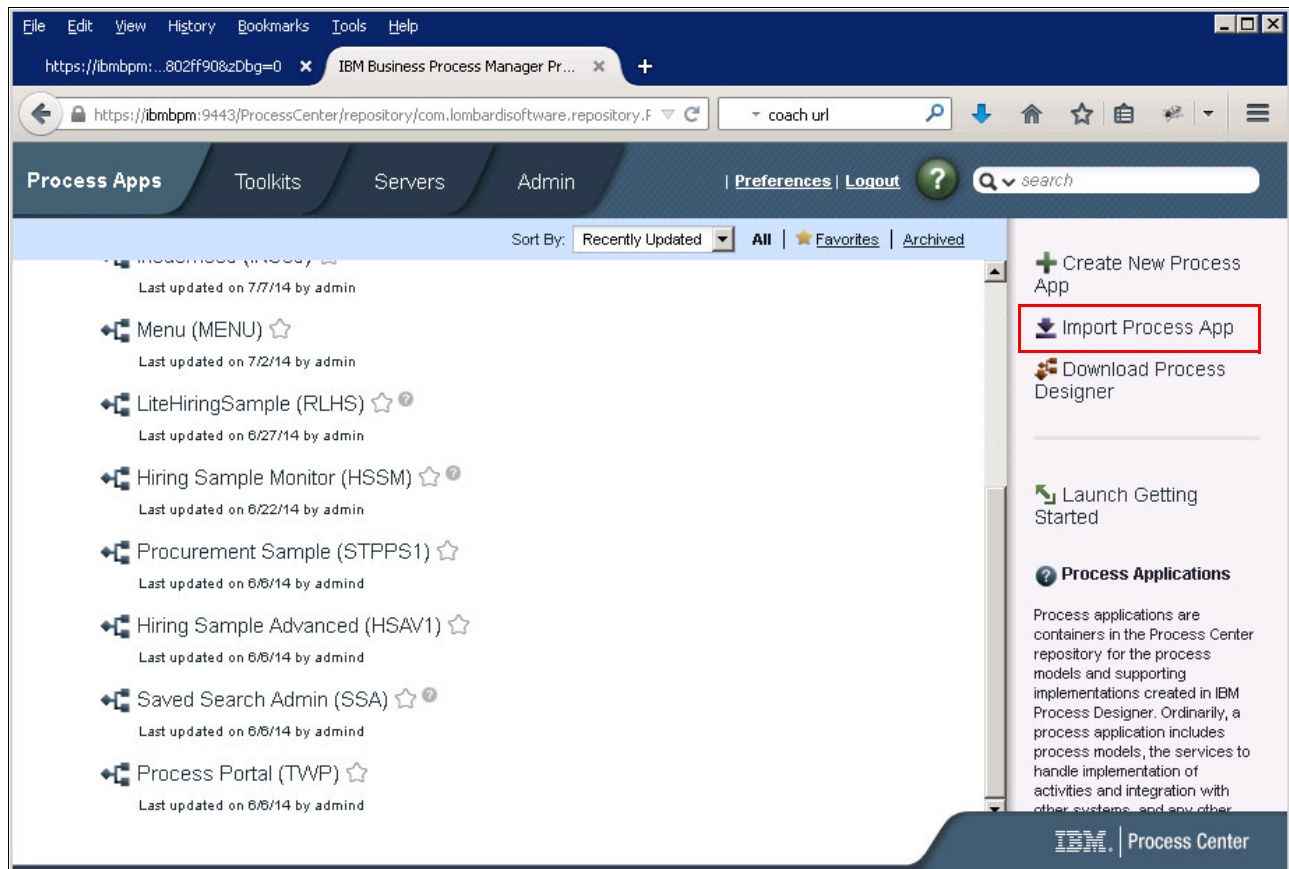 File Edit View History Bookmarks Tools Help
https://ibmbpm:...802ff90&zDbg=0 IBM Business Process Manager Pr... +
https://ibmbpm:9443/ProcessCenter/repository/com.lombardisoftware.repository.F coach url
Process Apps Toolkits Servers Admin | Preferences | Logout ? search
Sort By: Recently Updated All | Favorites | Archived
Last updated on 7/7/14 by admin
Menu (MENU)
Last updated on 7/2/14 by admin
LiteHiringSample (RLHS)
Last updated on 6/27/14 by admin
Hiring Sample Monitor (HSSM)
Last updated on 6/22/14 by admin
Procurement Sample (STPPS1)
Last updated on 6/6/14 by admind
Hiring Sample Advanced (HSAV1)
Last updated on 6/6/14 by admind
Saved Search Admin (SSA)
Last updated on 6/6/14 by admind
Process Portal (TWP)
Last updated on 6/6/14 by admind
Create New Process
App
Import Process App
Download Process
Designer
Launch Getting
Started
Process Applications
Process applications are
containers in the Process Center
repository for the process
models and supporting
implementations created in IBM
Process Designer. Ordinarily, a
process application includes
process models, the services to
handle implementation of
activities and integration with
other systems, and any other
IBM. | Process Center